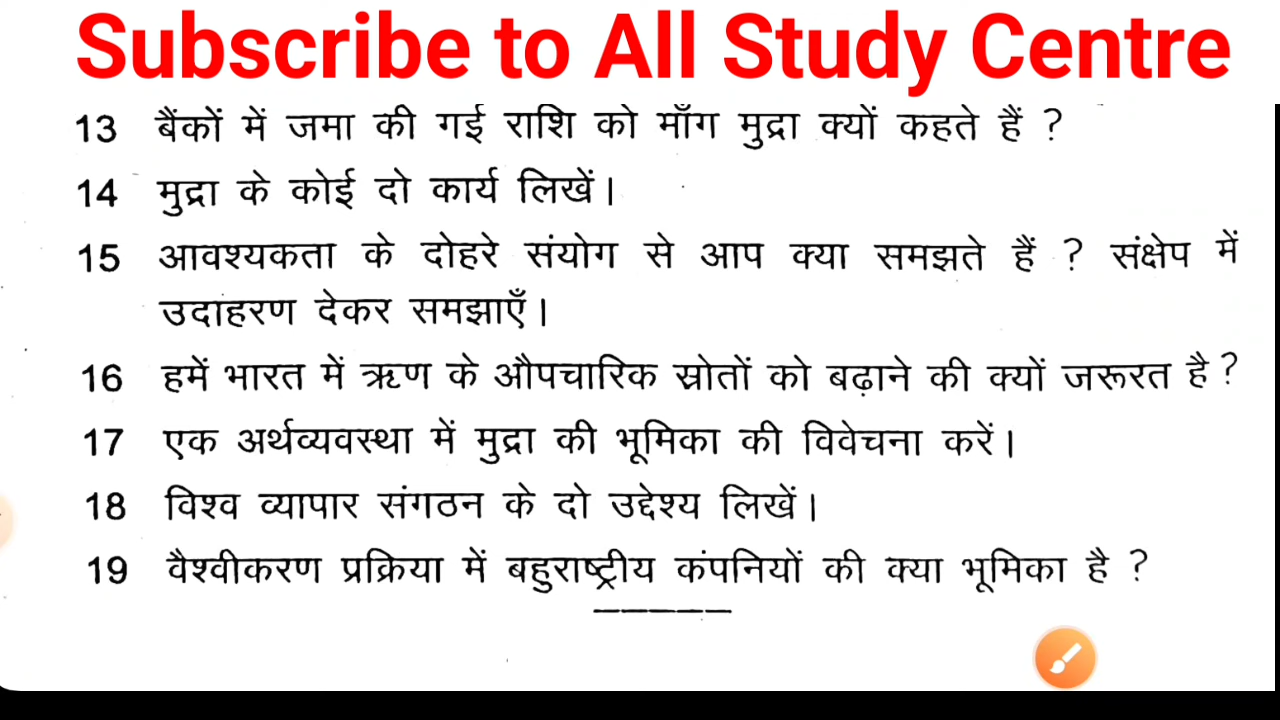 Subscribe to All Study Centre
13 बैंकों में जमा की गई राशि को माँग मुद्रा क्यों कहते हैं ?
14 मुद्रा के कोई दो कार्य लिखें।
15 आवश्यकता के दोहरे संयोग से आप क्या समझते हैं ? संक्षेप में
उदाहरण देकर समझाएँ।
16 हमें भारत में ऋण के औपचारिक स्रोतों को बढ़ाने की क्यों जरूरत है ?
17 एक अर्थव्यवस्था में मुद्रा की भूमिका की विवेचना करें।
18 विश्व व्यापार संगठन के दो उद्देश्य लिखें।
19 वैश्वीकरण प्रक्रिया में बहुराष्ट्रीय कंपनियों की क्या भूमिका है ?